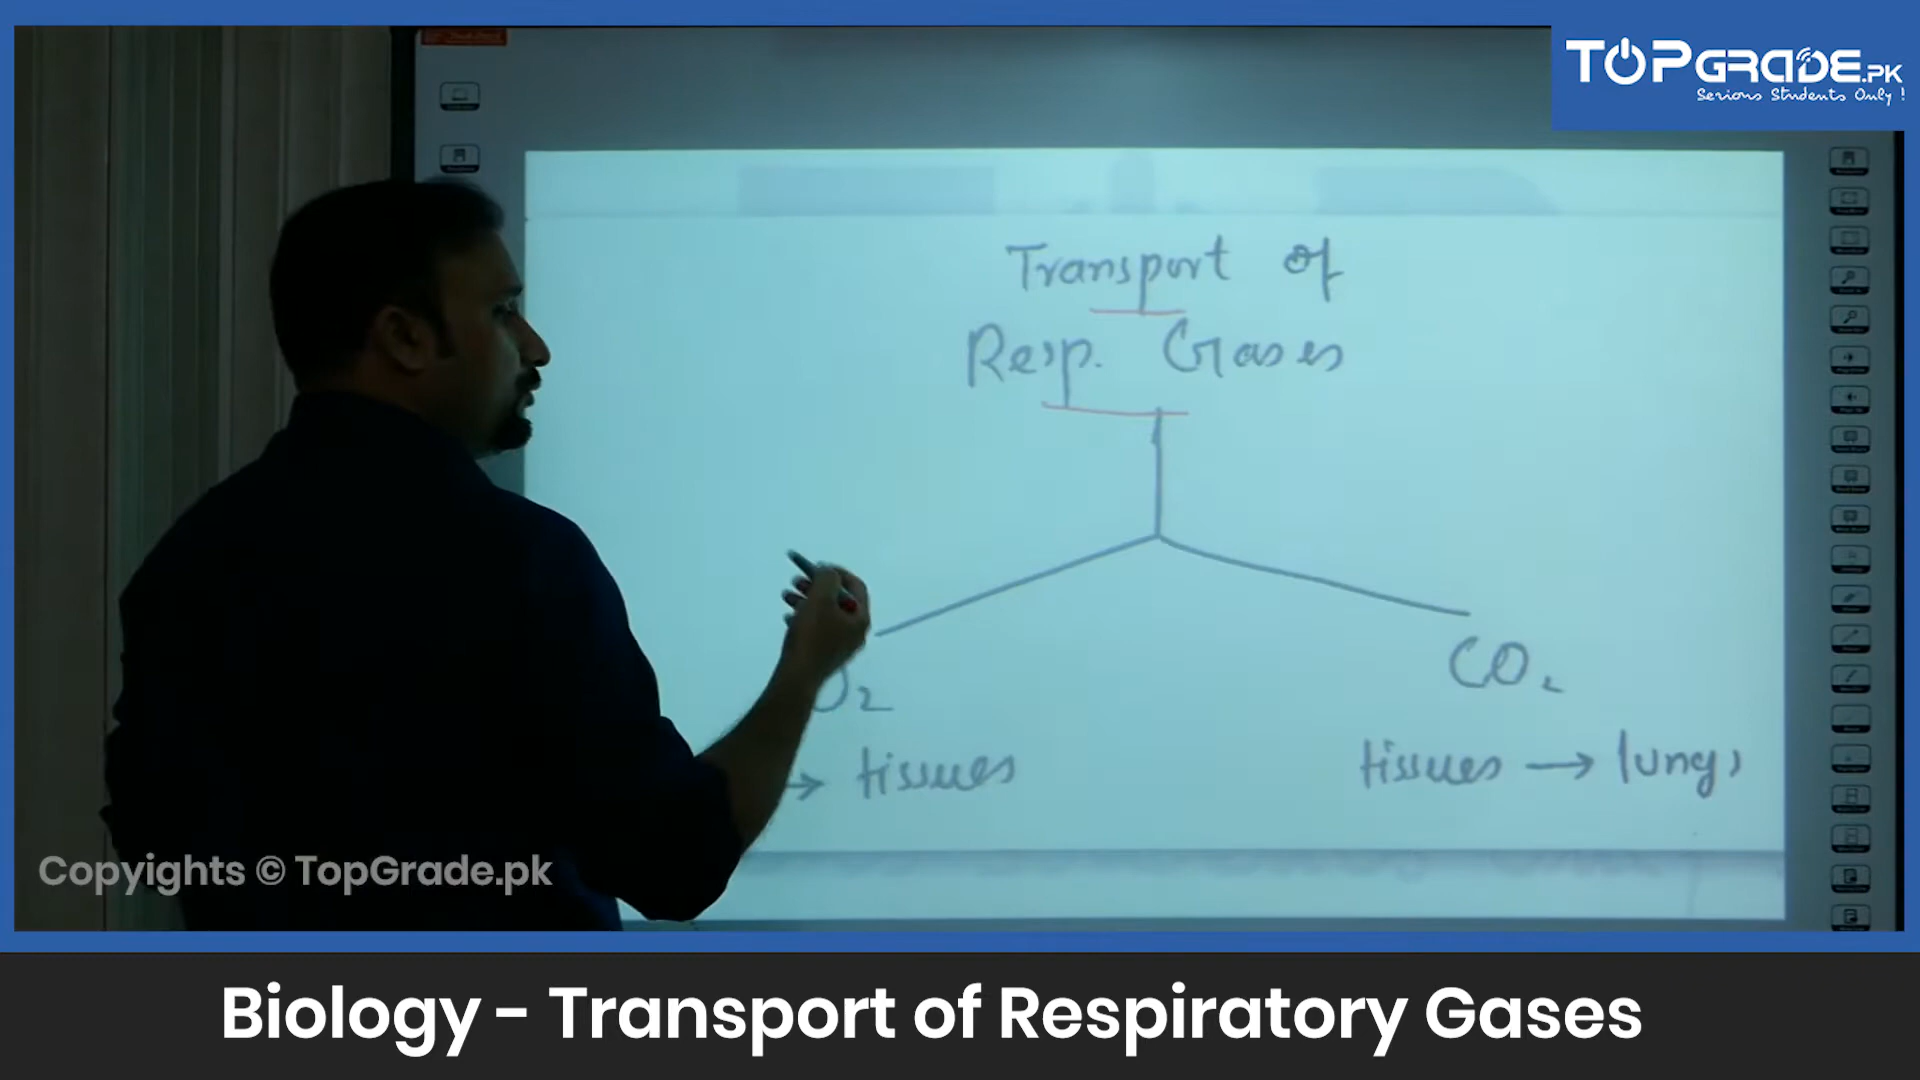 TOPGRADE.PK
Serious Students Only !
Transport of
Resp. Gases
O2
CO2
→ tissues
tissues → lungs
Copyights © TopGrade.pk
Biology - Transport of Respiratory Gases